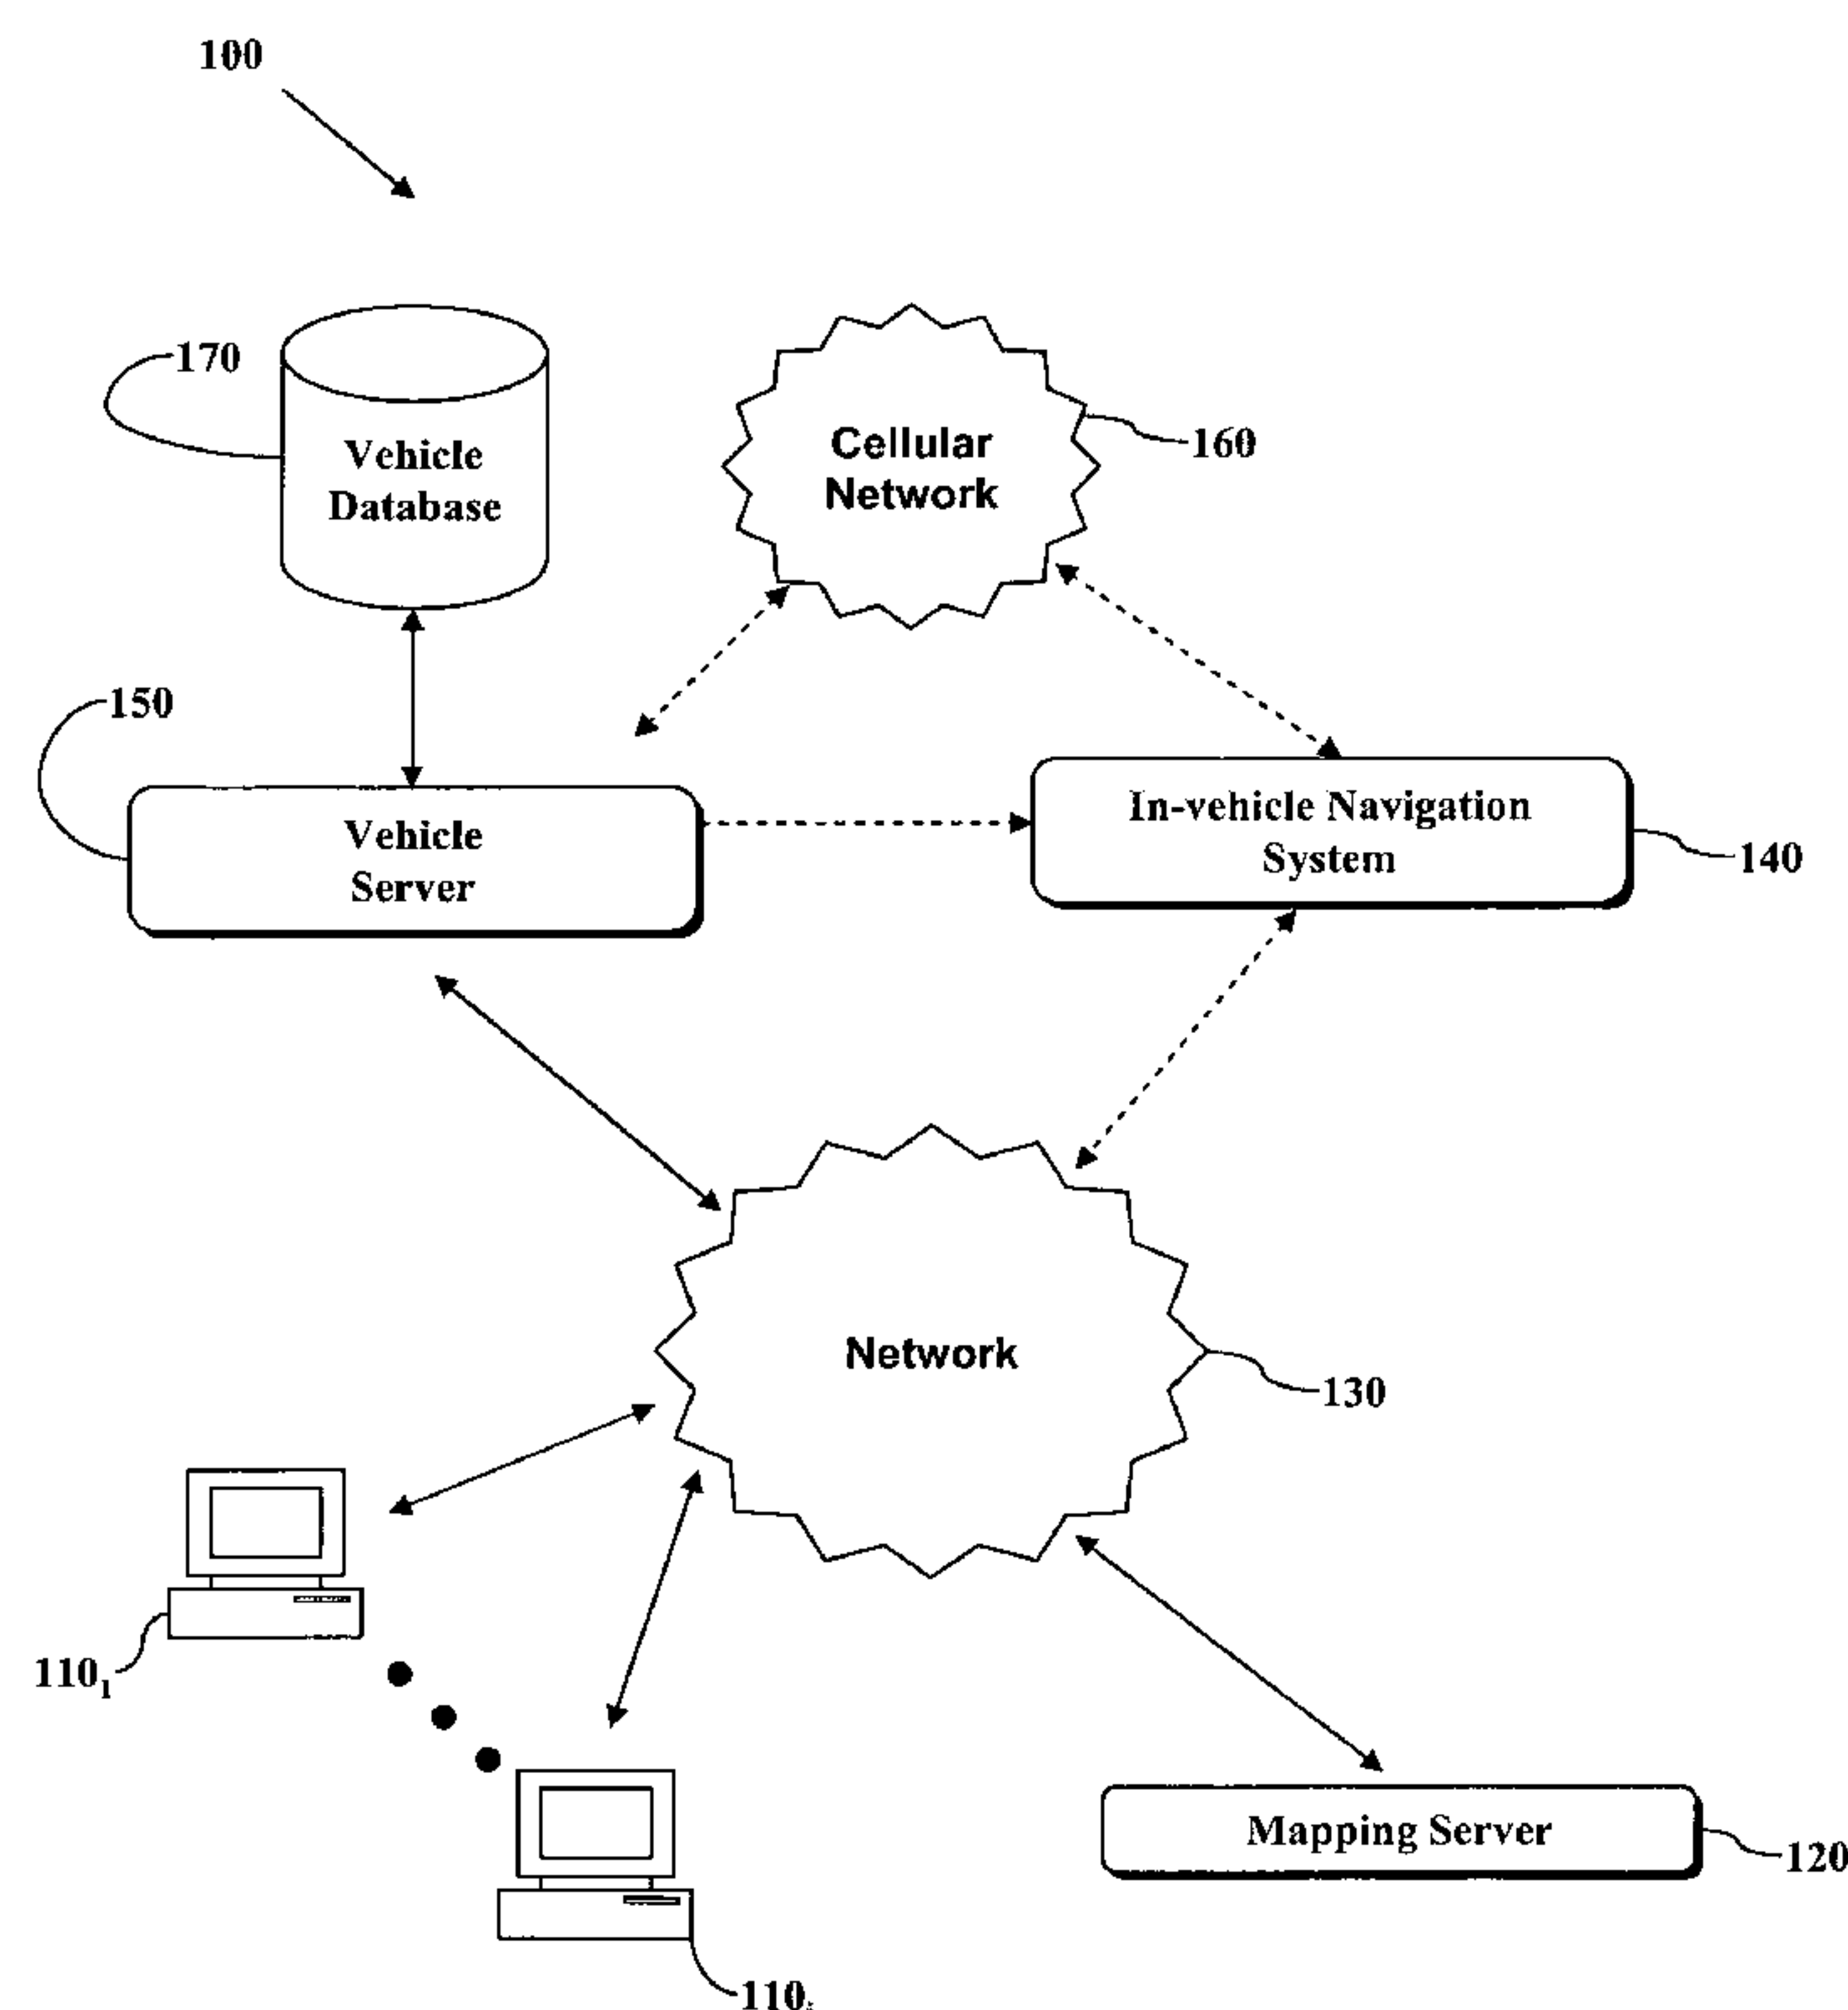 100
170
Vehicle
Database
Cellular
Network
160
150
Vehicle
Server
In-vehicle Navigation
System
140
Network
130
110₁
Mapping Server
120
110